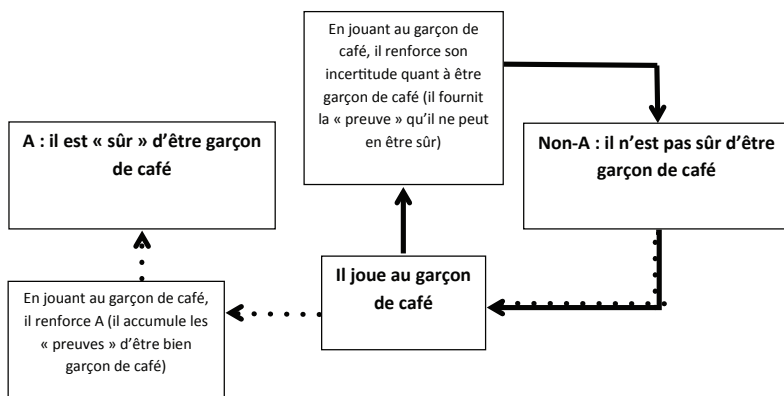 En jouant au garçon de
café, il renforce son
incertitude quant à être
garçon de café (il fournit
la « preuve » qu’il ne peut
en être sûr)
A : il est « sûr » d’être garçon
de café
Non-A : il n’est pas sûr d’être
garçon de café
Il joue au garçon
de café
En jouant au garçon de café,
il renforce A (il accumule les
« preuves » d’être bien
garçon de café)